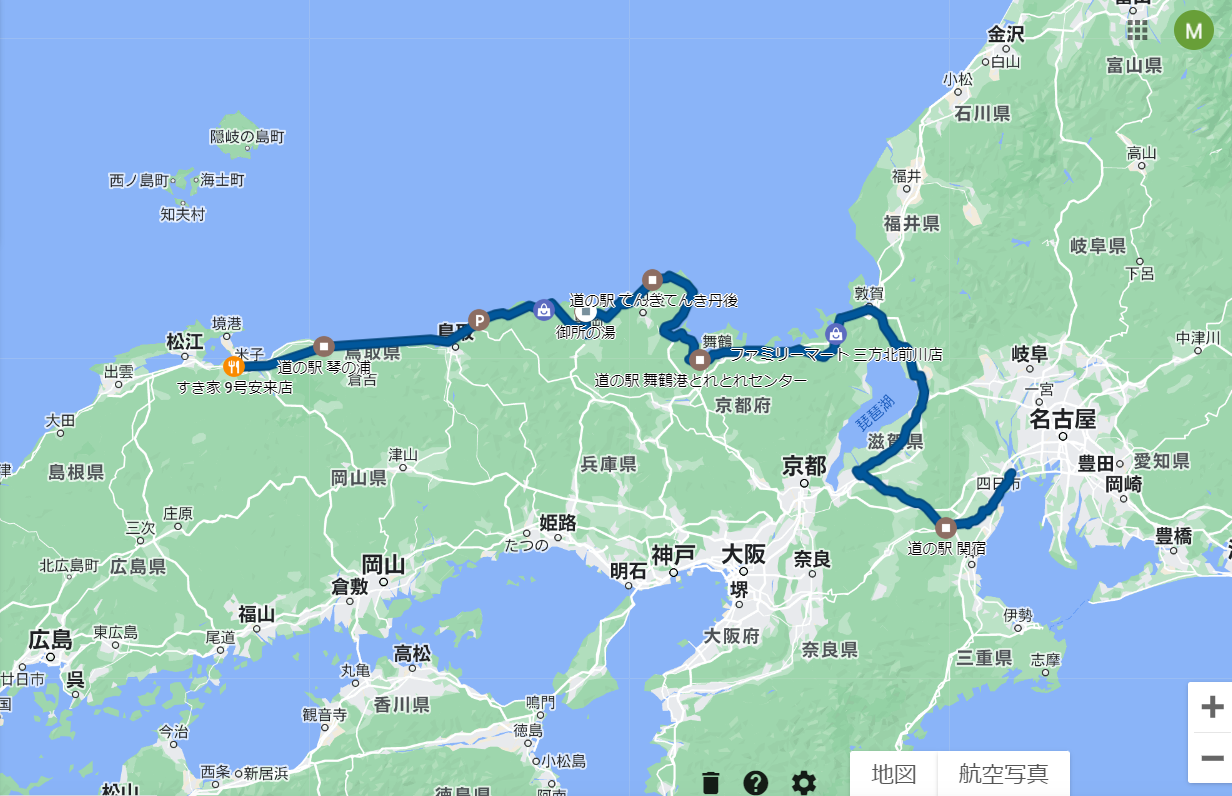 金沢
M
白山
富山県
小松
石川県
隠岐の島町
高山
西ノ島町
海士町
福井
知夫村
福井県
岐阜県
下呂
敦賀
道の駅 てんきてんき丹後
境港
松江
米子
御所の湯
舞鶴
中津川
鳥取県
ファミリーマート 三方北前川店
岐阜
出雲
道の駅 琴の浦
倉吉
すき家 9号安来店
道の駅 舞鶴港とれとれセンター
一宮
京都府
琵琶湖
名古屋
大田
滋賀県
島根県
津山
兵庫県
京都
豊田
愛知県
岡山県
四日市
岡崎
庄原
三次
姫路
たつの
豊橋
道の駅 関宿
北広島町
広島県
岡山
神戸
大阪
奈良
明石
倉敷
堺
福山
伊勢
東広島
広島
尾道
大阪府
奈良県
三重県
高松
志摩
廿日市
呉
丸亀
香川県
鳴門
観音寺
今治
徳島
小松島
西条
新居浜
地図
航空写真
松山
徳島県
阿南
P
+
−
?